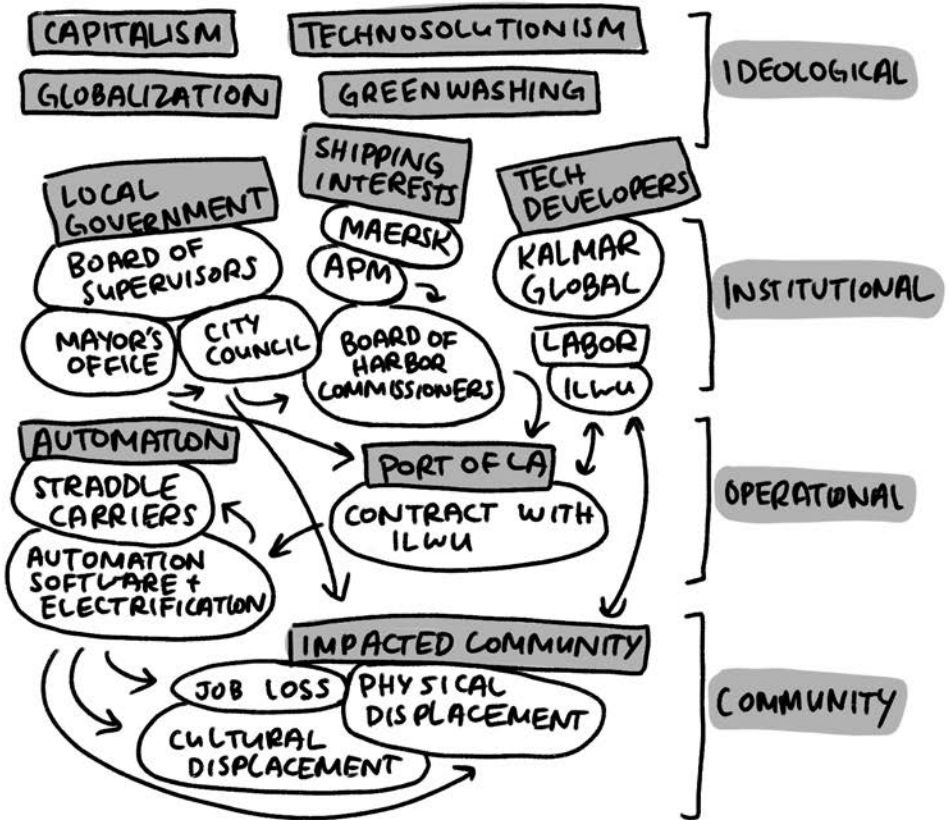 CAPITALISM
TECHNOSOLUTIONISM
GLOBALIZATION
GREENWASHING
IDEOLOGICAL
LOCAL
GOVERNMENT
BOARD OF
SUPERVISORS
MAYOR'S
OFFICE
CITY
COUNCIL
SHIPPING
INTERESTS
MAERSK
APM
BOARD OF
HARBOR
COMMISSIONERS
TECH
DEVELOPERS
KALMAR
GLOBAL
LABOR
ILWU
INSTITUTIONAL
AUTOMATION
STRADDLE
CARRIERS
AUTOMATION
SOFTWARE +
ELECTRIFICATION
PORT OF LA
CONTRACT WITH
ILWU
OPERATIONAL
IMPACTED COMMUNITY
JOB LOSS
PHYSICAL
DISPLACEMENT
CULTURAL
DISPLACEMENT
COMMUNITY